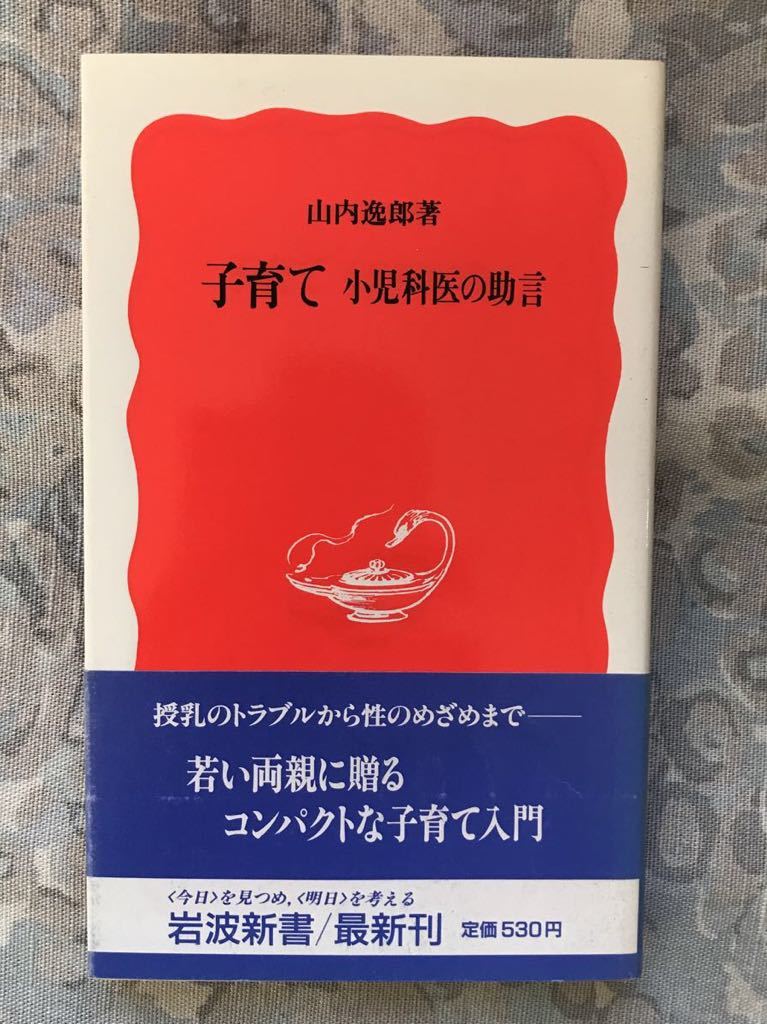 山内逸郎著
子育て 小児科医の助言
授乳のトラブルから性のめざめまで――
若い両親に贈る
コンパクトな子育て入門
〈今日〉を見つめ,〈明日〉を考える
岩波新書/最新刊 定価530円